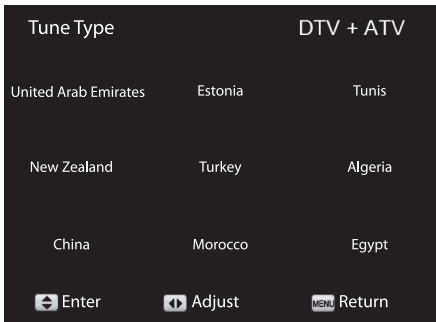 Tune Type DTV + ATV
United Arab Emirates Estonia Tunis
New Zealand Turkey Algeria
China Morocco Egypt
Enter Adjust MENU Return